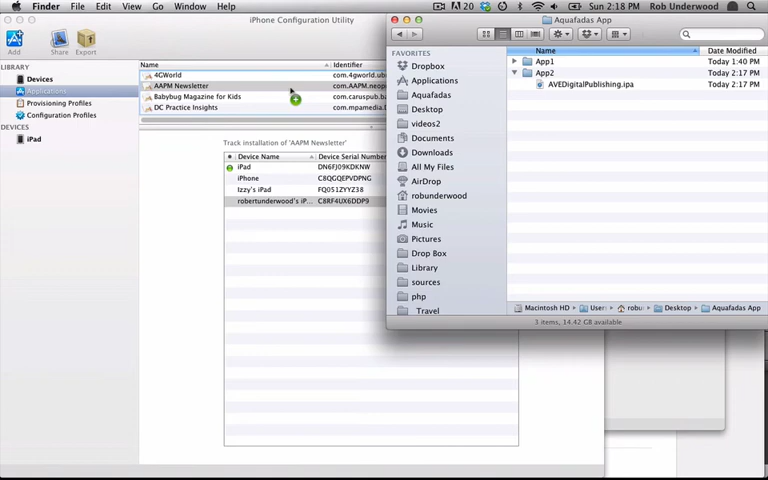 Finder File Edit View Go Window Help 20 Sun 2:18 PM Rob Underwood
iPhone Configuration Utility
Add Share Export
LIBRARY
Devices
Applications
Provisioning Profiles
Configuration Profiles
DEVICES
iPad
Name Identifier
4GWorld com.4gworld.ub
AAPM Newsletter com.AAPM.neop
Babybug Magazine for Kids com.caruspub.b
DC Practice Insights com.mpamedia.
Track installation of "AAPM Newsletter"
Device Name Device Serial Number
iPad DN6FJ09KDKNW
iPhone C8QGQEPVDPNG
Izzy's iPad FQ051ZYYZ38
robertunderwood's iP... C8RF4UX6DDP9
Aquafadas App
FAVORITES
Dropbox
Applications
Aquafadas
Desktop
videos2
Documents
Downloads
All My Files
AirDrop
robunderwood
Movies
Music
Pictures
Drop Box
Library
sources
php
Travel
Name Date Modified
App1 Today 1:40 PM
App2 Today 2:17 PM
AVEDigitalPublishing.ipa Today 2:17 PM
Macintosh HD Users robu Desktop Aquafadas App
3 items, 14.42 GB available